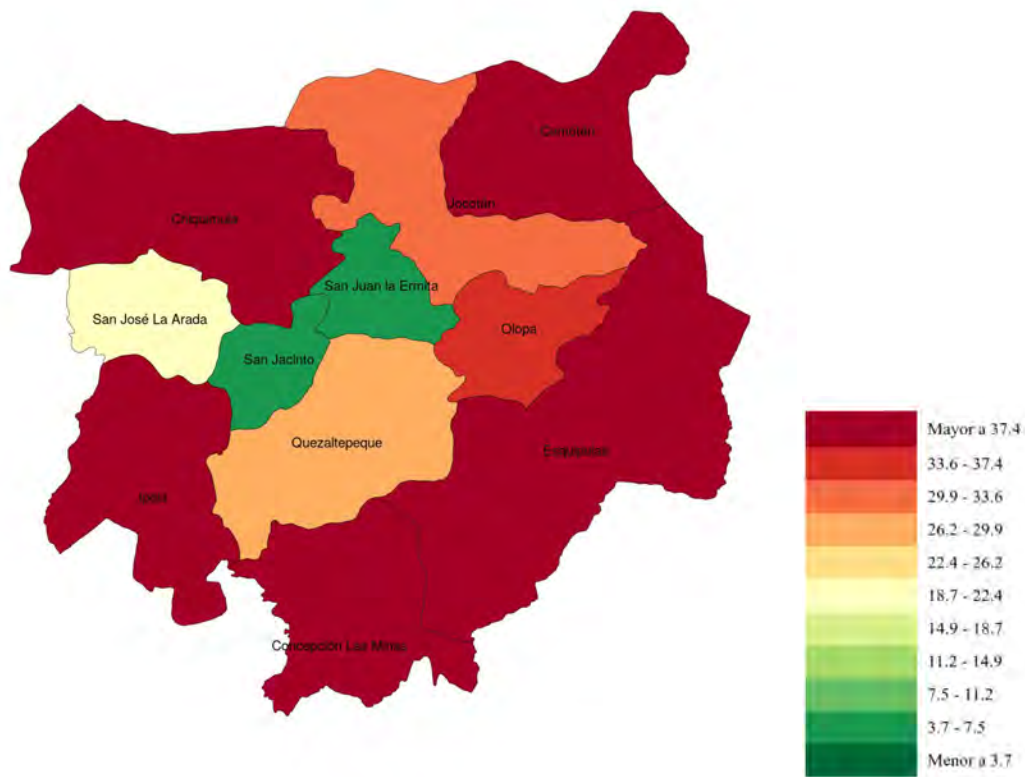 Camotán
Jocotán
Chiquimula
San Juan la Ermita
San José La Arada
Olopa
San Jacinto
Quezaltepeque
Esquipulas
Ipala
Concepción Las Minas
Mayor a 37.4
33.6 - 37.4
29.9 - 33.6
26.2 - 29.9
22.4 - 26.2
18.7 - 22.4
14.9 - 18.7
11.2 - 14.9
7.5 - 11.2
3.7 - 7.5
Menor a 3.7